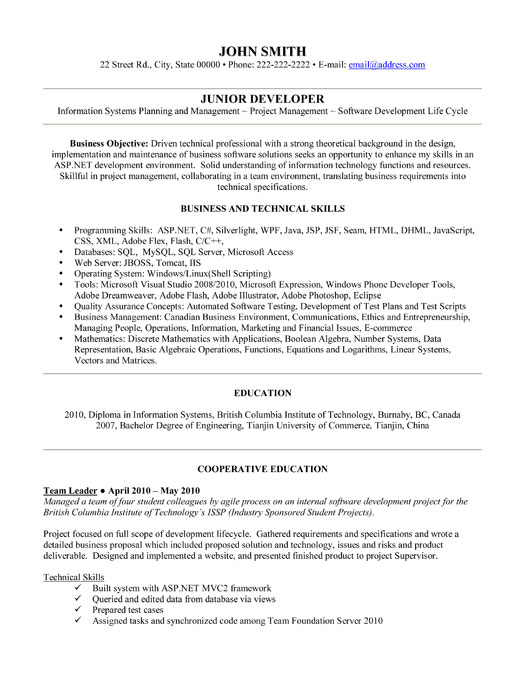 JOHN SMITH
22 Street Rd., City, State 00000 • Phone: 222-222-2222 • E-mail: email@address.com
JUNIOR DEVELOPER
Information Systems Planning and Management ~ Project Management ~ Software Development Life Cycle
Business Objective: Driven technical professional with a strong theoretical background in the design,
implementation and maintenance of business software solutions seeks an opportunity to enhance my skills in an
ASP.NET development environment. Solid understanding of information technology functions and resources.
Skillful in project management, collaborating in a team environment, translating business requirements into
technical specifications.
BUSINESS AND TECHNICAL SKILLS
• Programming Skills: ASP.NET, C#, Silverlight, WPF, Java, JSP, JSF, Seam, HTML, DHML, JavaScript,
CSS, XML, Adobe Flex, Flash, C/C++,
• Databases: SQL, MySQL, SQL Server, Microsoft Access
• Web Server: JBOSS, Tomcat, IIS
• Operating System: Windows/Linux(Shell Scripting)
• Tools: Microsoft Visual Studio 2008/2010, Microsoft Expression, Windows Phone Developer Tools,
Adobe Dreamweaver, Adobe Flash, Adobe Illustrator, Adobe Photoshop, Eclipse
• Quality Assurance Concepts: Automated Software Testing, Development of Test Plans and Test Scripts
• Business Management: Canadian Business Environment, Communications, Ethics and Entrepreneurship,
Managing People, Operations, Information, Marketing and Financial Issues, E-commerce
• Mathematics: Discrete Mathematics with Applications, Boolean Algebra, Number Systems, Data
Representation, Basic Algebraic Operations, Functions, Equations and Logarithms, Linear Systems,
Vectors and Matrices.
EDUCATION
2010, Diploma in Information Systems, British Columbia Institute of Technology, Burnaby, BC, Canada
2007, Bachelor Degree of Engineering, Tianjin University of Commerce, Tianjin, China
COOPERATIVE EDUCATION
Team Leader ● April 2010 – May 2010
Managed a team of four student colleagues by agile process on an internal software development project for the
British Columbia Institute of Technology's ISSP (Industry Sponsored Student Projects).
Project focused on full scope of development lifecycle. Gathered requirements and specifications and wrote a
detailed business proposal which included proposed solution and technology, issues and risks and product
deliverable. Designed and implemented a website, and presented finished product to project Supervisor.
Technical Skills
✓ Built system with ASP.NET MVC2 framework
✓ Queried and edited data from database via views
✓ Prepared test cases
✓ Assigned tasks and synchronized code among Team Foundation Server 2010